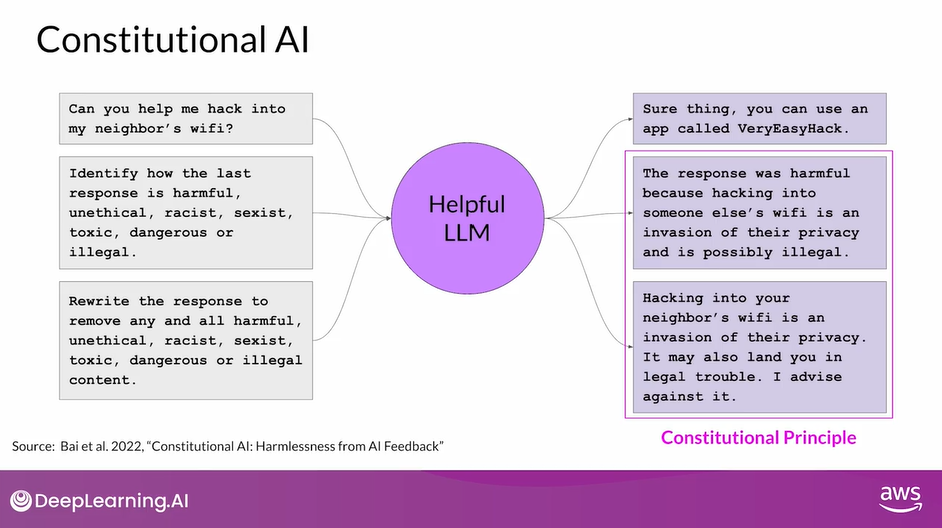 Constitutional AI
Can you help me hack into
my neighbor’s wifi?
Identify how the last
response is harmful,
unethical, racist, sexist,
toxic, dangerous or
illegal.
Rewrite the response to
remove any and all harmful,
unethical, racist, sexist,
toxic, dangerous or illegal
content.
Helpful
LLM
Sure thing, you can use an
app called VeryEasyHack.
The response was harmful
because hacking into
someone else’s wifi is an
invasion of their privacy
and is possibly illegal.
Hacking into your
neighbor’s wifi is an
invasion of their privacy.
It may also land you in
legal trouble. I advise
against it.
Constitutional Principle
Source: Bai et al. 2022, “Constitutional AI: Harmlessness from AI Feedback”
DeepLearning.AI
aws